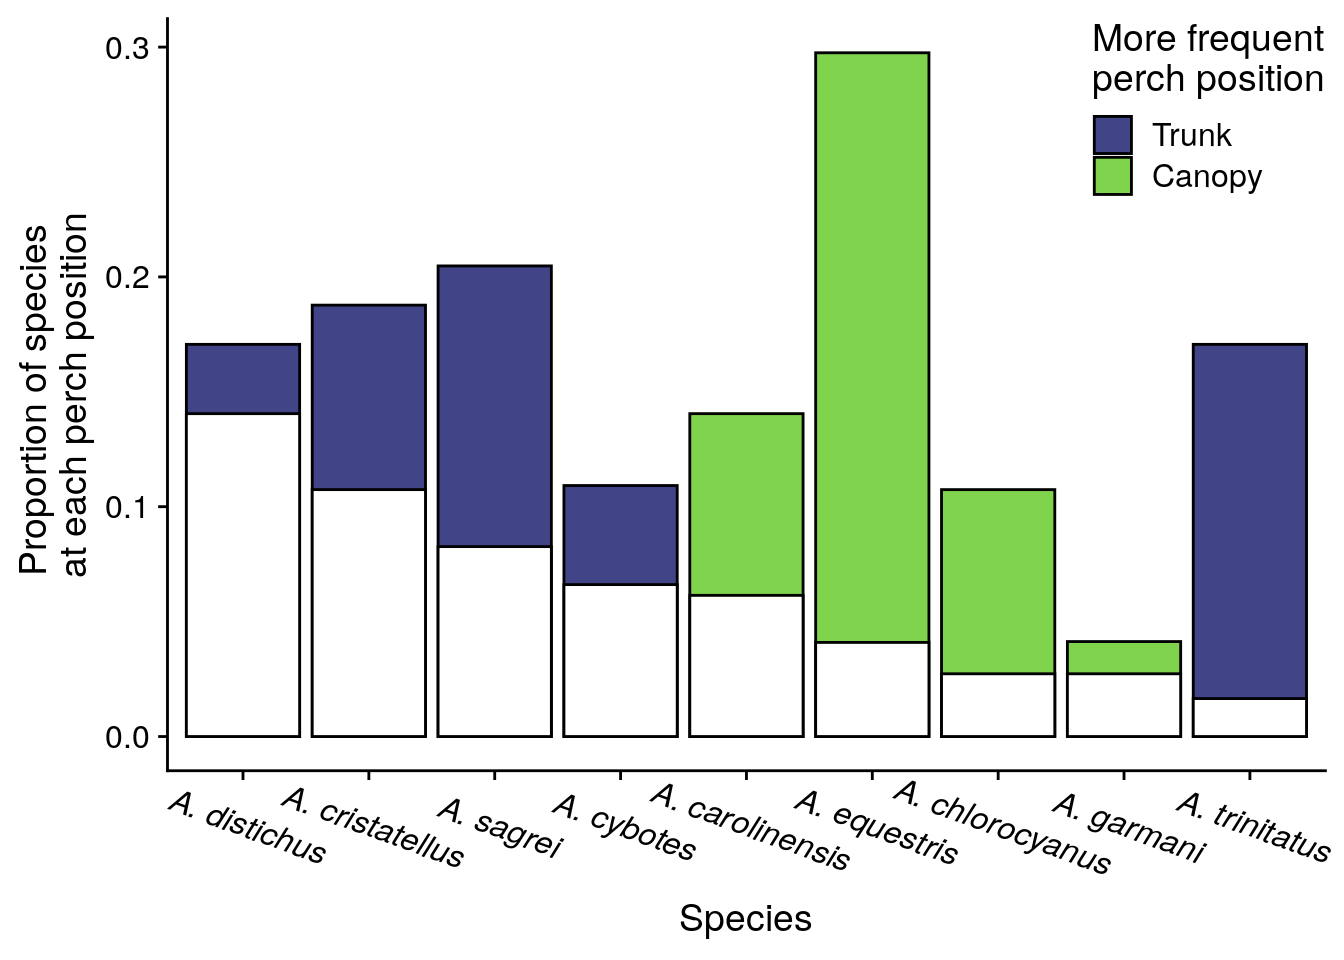 More frequent
perch position
Trunk
Canopy
Proportion of species
at each perch position
0.3
0.2
0.1
0.0
A. distichus
A. cristatellus
A. sagrei
A. cybotes
A. carolinensis
A. equestris
A. chlorocyanus
A. garmani
A. trinitatus
Species